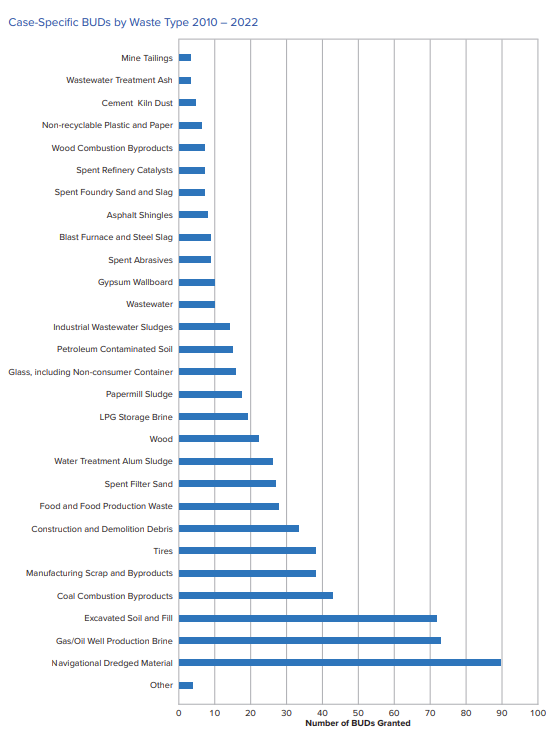 Case-Specific BUDs by Waste Type 2010 – 2022
Mine Tailings
Wastewater Treatment Ash
Cement Kiln Dust
Non-recyclable Plastic and Paper
Wood Combustion Byproducts
Spent Refinery Catalysts
Spent Foundry Sand and Slag
Asphalt Shingles
Blast Furnace and Steel Slag
Spent Abrasives
Gypsum Wallboard
Wastewater
Industrial Wastewater Sludges
Petroleum Contaminated Soil
Glass, including Non-consumer Container
Papermill Sludge
LPG Storage Brine
Wood
Water Treatment Alum Sludge
Spent Filter Sand
Food and Food Production Waste
Construction and Demolition Debris
Tires
Manufacturing Scrap and Byproducts
Coal Combustion Byproducts
Excavated Soil and Fill
Gas/Oil Well Production Brine
Navigational Dredged Material
Other
0 10 20 30 40 50 60 70 80 90 100
Number of BUDs Granted